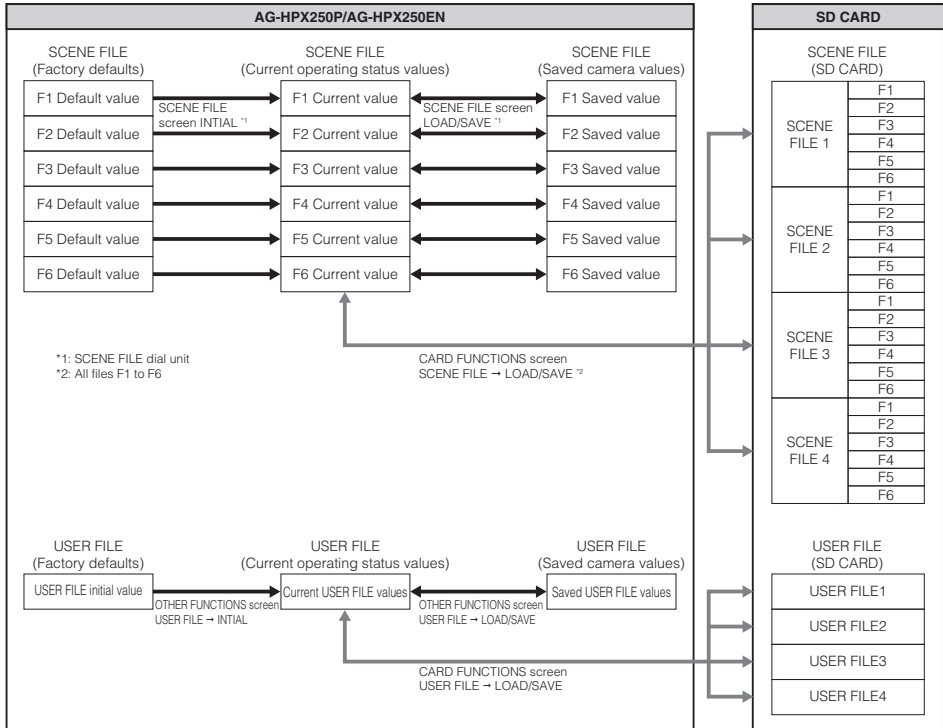 AG-HPX250P/AG-HPX250EN
SD CARD
SCENE FILE
(Factory defaults)
SCENE FILE
(Current operating status values)
SCENE FILE
(Saved camera values)
SCENE FILE
(SD CARD)
F1 Default value
SCENE FILE
screen INTIAL *1
F1 Current value
SCENE FILE screen
LOAD/SAVE *1
F1 Saved value
F2 Default value
F2 Current value
F2 Saved value
F3 Default value
F3 Current value
F3 Saved value
F4 Default value
F4 Current value
F4 Saved value
F5 Default value
F5 Current value
F5 Saved value
F6 Default value
F6 Current value
F6 Saved value
*1: SCENE FILE dial unit
*2: All files F1 to F6
CARD FUNCTIONS screen
SCENE FILE → LOAD/SAVE *2
SCENE
FILE 1
F1
F2
F3
F4
F5
F6
SCENE
FILE 2
F1
F2
F3
F4
F5
F6
SCENE
FILE 3
F1
F2
F3
F4
F5
F6
SCENE
FILE 4
F1
F2
F3
F4
F5
F6
USER FILE
(Factory defaults)
USER FILE
(Current operating status values)
USER FILE
(Saved camera values)
USER FILE
(SD CARD)
USER FILE initial value
OTHER FUNCTIONS screen
USER FILE → INTIAL
Current USER FILE values
OTHER FUNCTIONS screen
USER FILE → LOAD/SAVE
Saved USER FILE values
CARD FUNCTIONS screen
USER FILE → LOAD/SAVE
USER FILE1
USER FILE2
USER FILE3
USER FILE4